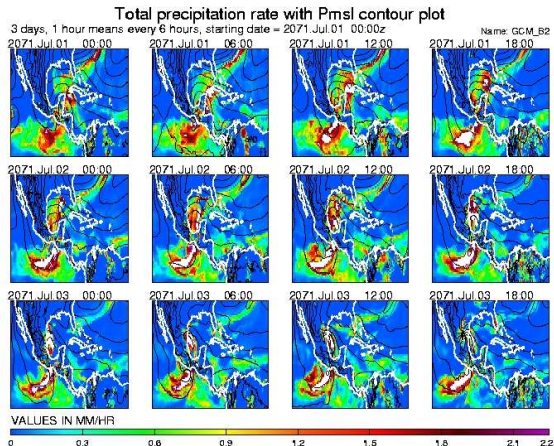 Total precipitation rate with Pmsl contour plot
3 days, 1 hour means every 6 hours, starting date = 2071.Jul.01 00:00z
Name: GCM_B2
2071.Jul.01 00:00
2071.Jul.01 06:00
2071.Jul.01 12:00
2071.Jul.01 18:00
2071.Jul.02 00:00
2071.Jul.02 06:00
2071.Jul.02 12:00
2071.Jul.02 18:00
2071.Jul.03 00:00
2071.Jul.03 06:00
2071.Jul.03 12:00
2071.Jul.03 18:00
VALUES IN MM/HR
0 0.3 0.6 0.9 1.2 1.5 1.8 2.1 2.2